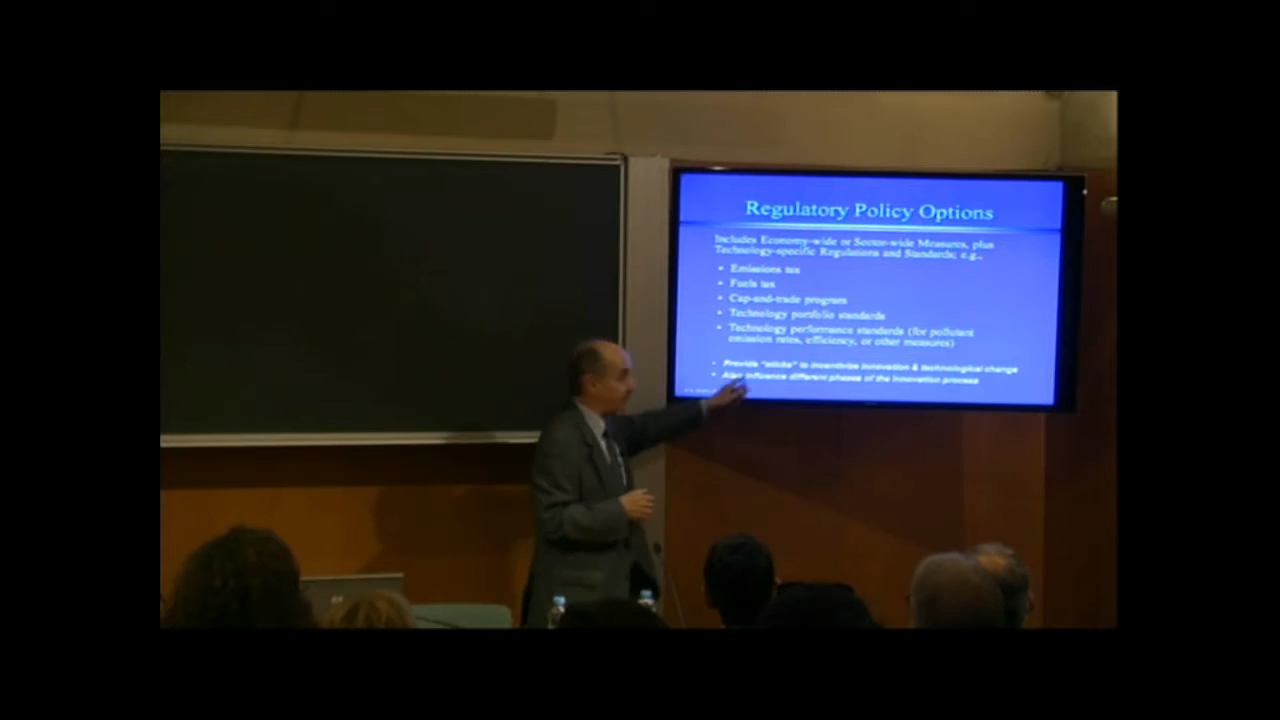 Regulatory Policy Options
Includes Economy-wide or Sector-wide Measures, plus
Technology-specific Regulations and Standards; e.g.,
• Emissions tax
• Fuels tax
• Cap-and-trade program
• Technology portfolio standards
• Technology performance standards (for pollutant
emission rates, efficiency, or other measures)
• Provide "sticks" to incentivize innovation & technological change
• Also influence different phases of the innovation process